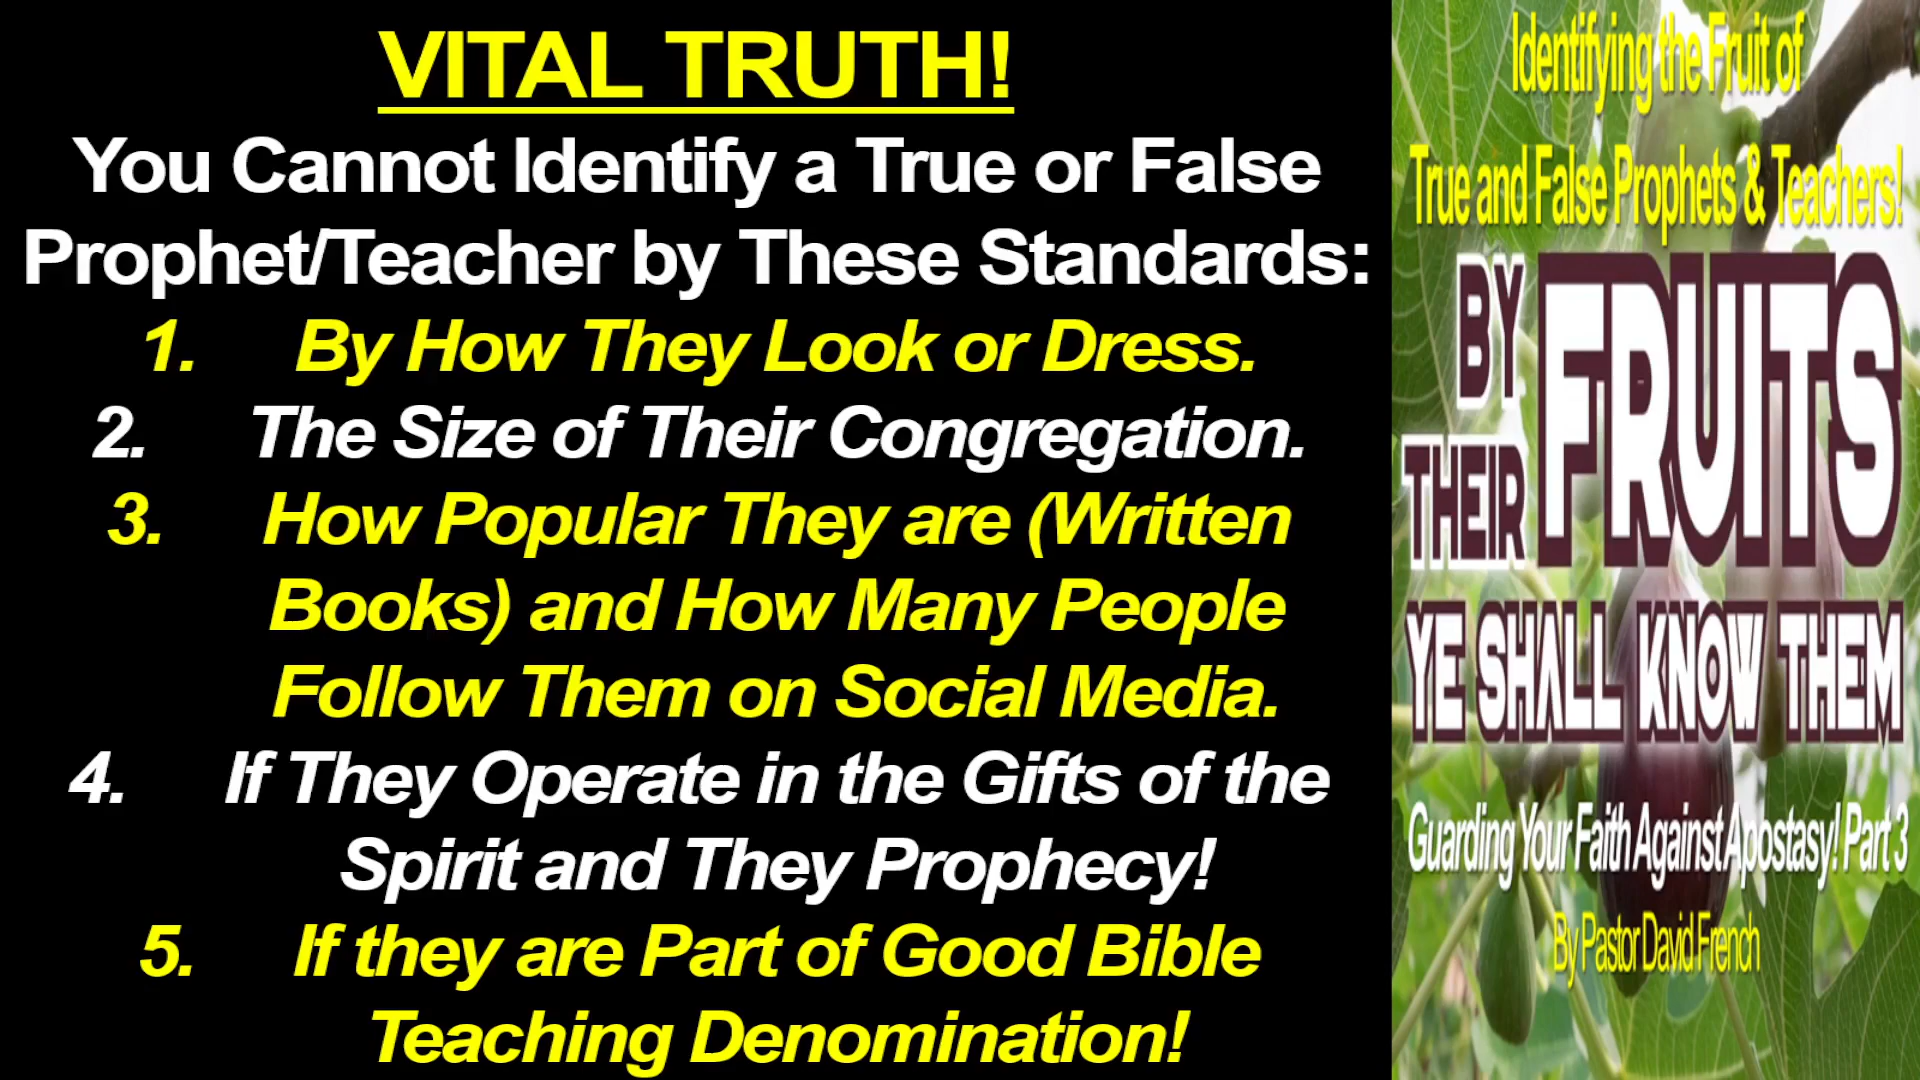 VITAL TRUTH!
You Cannot Identify a True or False
Prophet/Teacher by These Standards:
1. By How They Look or Dress.
2. The Size of Their Congregation.
3. How Popular They are (Written
Books) and How Many People
Follow Them on Social Media.
4. If They Operate in the Gifts of the
Spirit and They Prophecy!
5. If they are Part of Good Bible
Teaching Denomination!
Identifying the Fruit of
True and False Prophets & Teachers!
BY
THEIR FRUITS
YE SHALL KNOW THEM
Guarding Your Faith Against Apostasy! Part 3
By Pastor David French